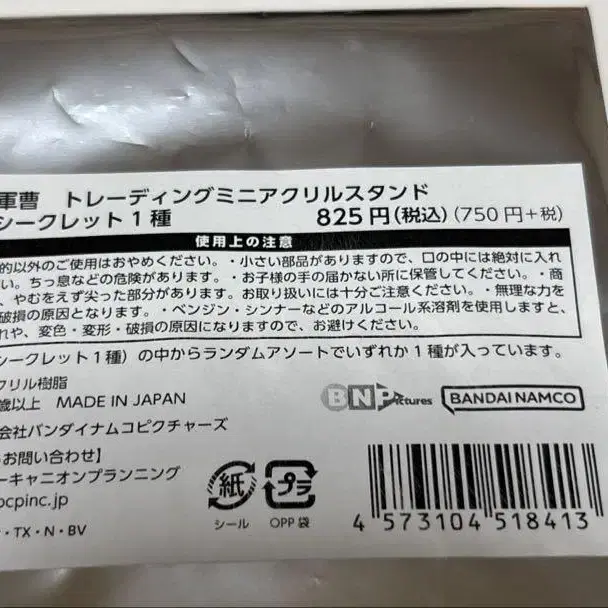 軍曹 トレーディングミニアクリルスタンド
シークレット1種 825円(税込)(750円+税)
使用上の注意
的以外のご使用はおやめください。・小さい部品がありますので、口の中には絶対に入れ
い。ちっ息などの危険があります。・お子様の手の届かない所に保管してください。・商
、やむをえず尖った部分があります。お取り扱いには十分ご注意ください。・無理な力を
破損の原因となります。・ベンジン・シンナーなどのアルコール系溶剤を使用しますと、
れや、変色・変形・破損の原因になりますので、お避けください。
シークレット1種)の中からランダムアソートでいずれか1種が入っています。
クリル樹脂
歳以上 MADE IN JAPAN
BNPictures BANDAI NAMCO
会社バンダイナムコピクチャーズ
お問い合わせ】
ーキャニオンプランニング
ocpinc.jp
・TX・N・BV
紙 プラ
シール OPP袋
4 573104 518413